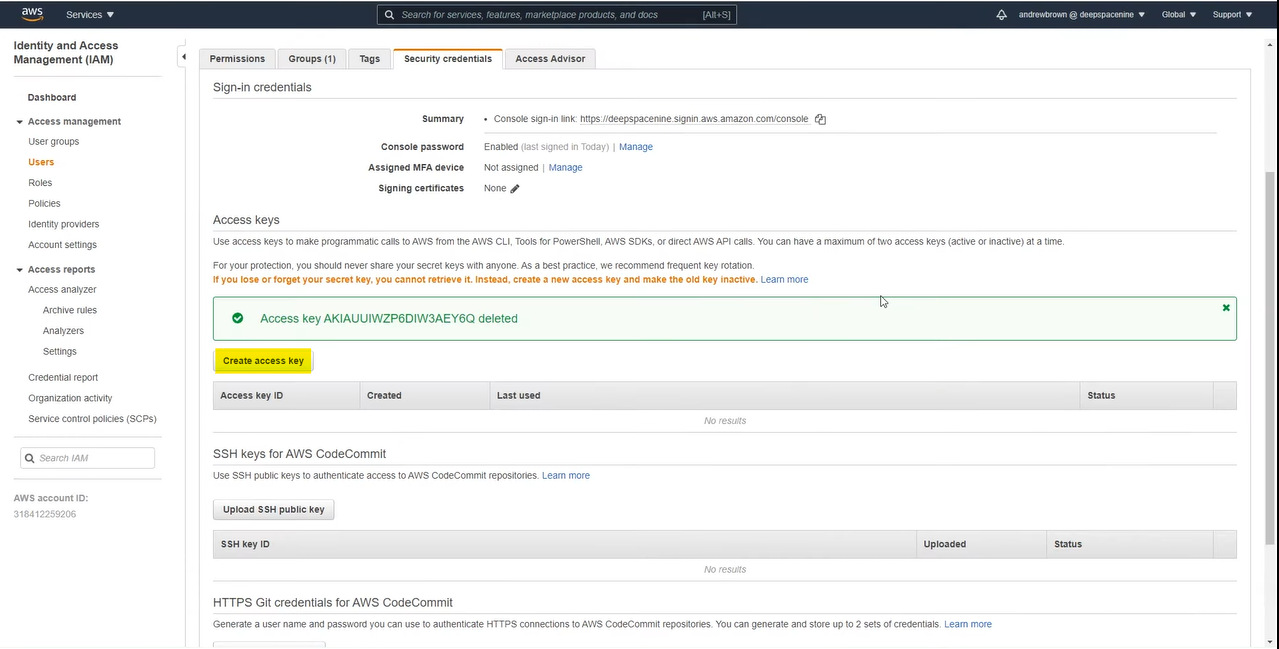 aws
Services
Search for services, features, marketplace products, and docs [Alt+S]
andrewbrown @ deepspacenine
Global
Support
Identity and Access
Management (IAM)
Dashboard
Access management
User groups
Users
Roles
Policies
Identity providers
Account settings
Access reports
Access analyzer
Archive rules
Analyzers
Settings
Credential report
Organization activity
Service control policies (SCPs)
Search IAM
AWS account ID:
318412259206
Permissions Groups (1) Tags Security credentials Access Advisor
Sign-in credentials
Summary • Console sign-in link: https://deepspacenine.signin.aws.amazon.com/console
Console password Enabled (last signed in Today) | Manage
Assigned MFA device Not assigned | Manage
Signing certificates None
Access keys
Use access keys to make programmatic calls to AWS from the AWS CLI, Tools for PowerShell, AWS SDKs, or direct AWS API calls. You can have a maximum of two access keys (active or inactive) at a time.
For your protection, you should never share your secret keys with anyone. As a best practice, we recommend frequent key rotation.
If you lose or forget your secret key, you cannot retrieve it. Instead, create a new access key and make the old key inactive. Learn more
Access key AKIAUUIWZP6DIW3AEY6Q deleted
Create access key
Access key ID Created Last used Status
No results
SSH keys for AWS CodeCommit
Use SSH public keys to authenticate access to AWS CodeCommit repositories. Learn more
Upload SSH public key
SSH key ID Uploaded Status
No results
HTTPS Git credentials for AWS CodeCommit
Generate a user name and password you can use to authenticate HTTPS connections to AWS CodeCommit repositories. You can generate and store up to 2 sets of credentials. Learn more